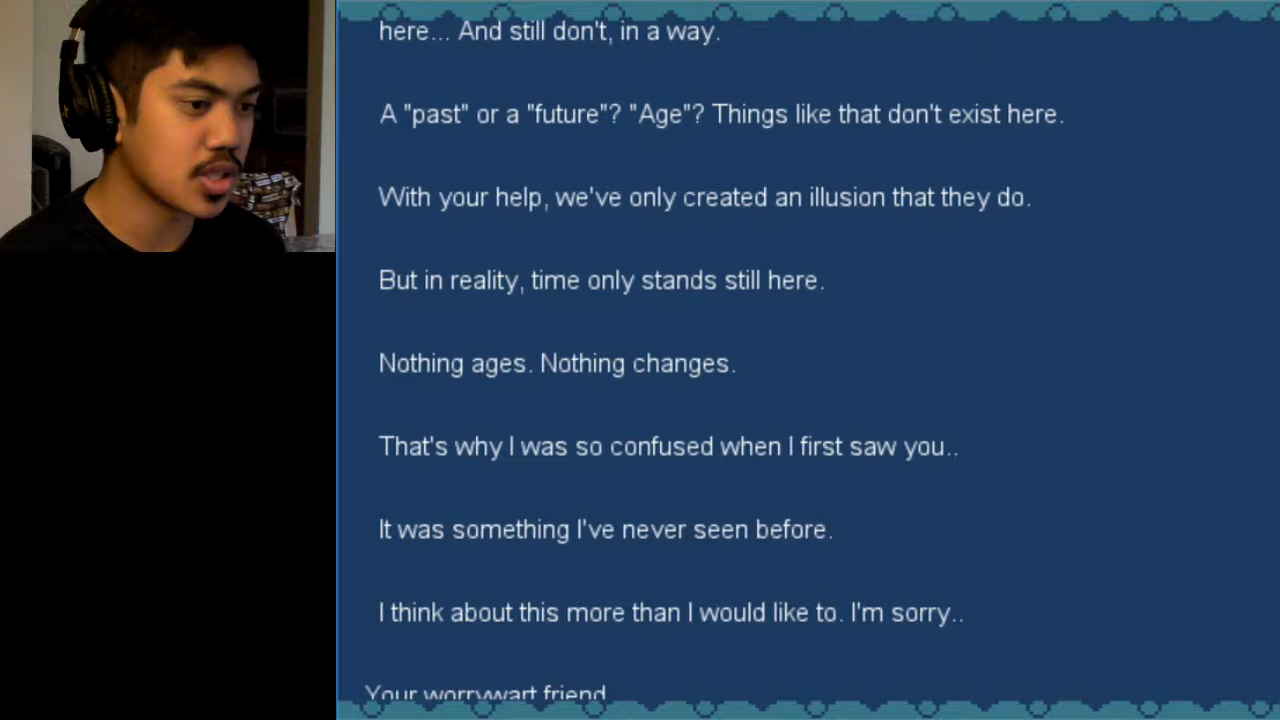 here... And still don't, in a way.
A "past" or a "future"? "Age"? Things like that don't exist here.
With your help, we've only created an illusion that they do.
But in reality, time only stands still here.
Nothing ages. Nothing changes.
That's why I was so confused when I first saw you..
It was something I've never seen before.
I think about this more than I would like to. I'm sorry..
Your worrywart friend